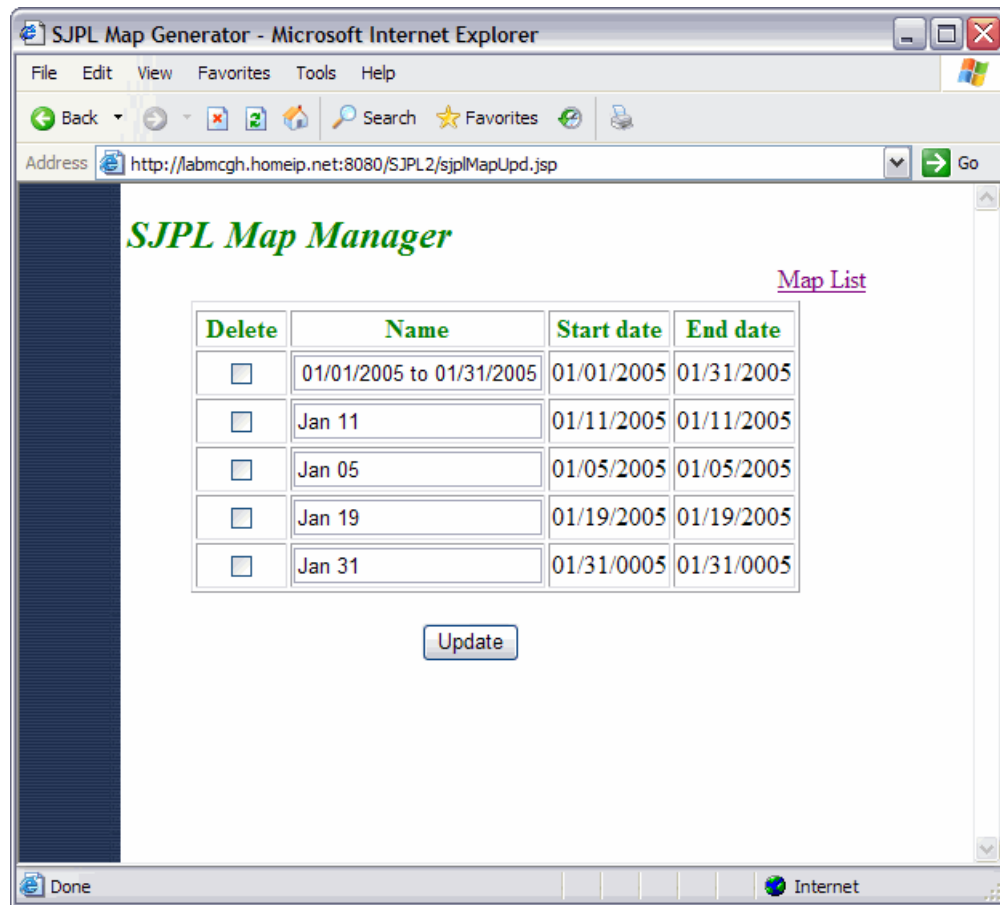 SJPL Map Generator - Microsoft Internet Explorer
File Edit View Favorites Tools Help
Back Search Favorites
Address http://labmcgh.homeip.net:8080/SJPL2/sjplMapUpd.jsp Go
SJPL Map Manager
Map List
Delete Name Start date End date
01/01/2005 to 01/31/2005 01/01/2005 01/31/2005
Jan 11 01/11/2005 01/11/2005
Jan 05 01/05/2005 01/05/2005
Jan 19 01/19/2005 01/19/2005
Jan 31 01/31/0005 01/31/0005
Update
Done Internet